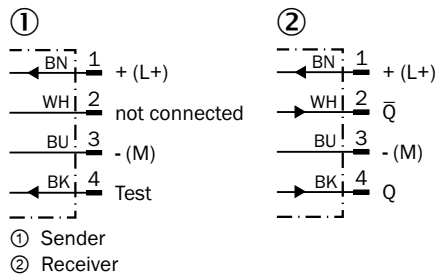 ① ②
BN 1 + (L+) BN 1 + (L+)
WH 2 not connected WH 2 Q̅
BU 3 - (M) BU 3 - (M)
BK 4 Test BK 4 Q
① Sender
② Receiver